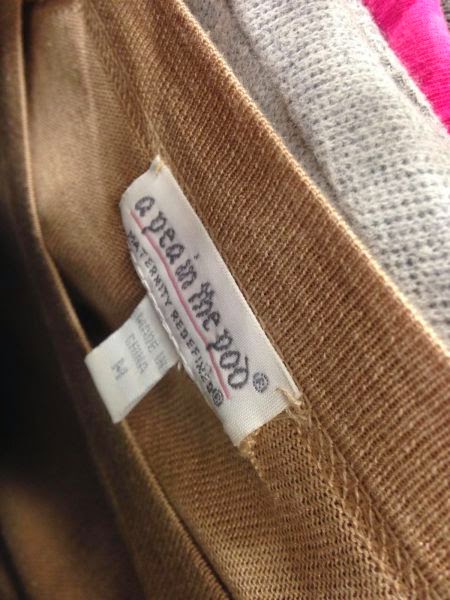 a pea in the pod®
MATERNITY REDEFINED®
MADE IN
CHINA
M